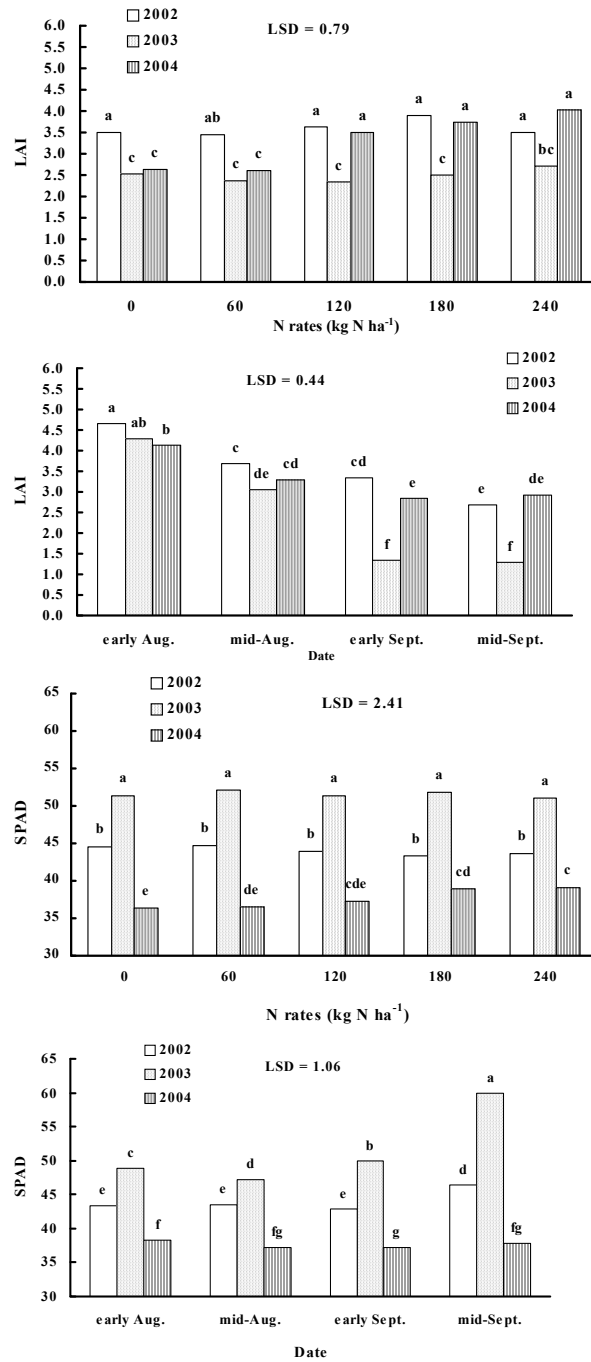 2002
2003
2004
LSD = 0.79
6.0
5.5
5.0
4.5
4.0
3.5
3.0
2.5
2.0
1.5
1.0
0.5
0.0
LAI
a c c ab c c a c a a c a a bc a
0 60 120 180 240
N rates (kg N ha-1)
2002
2003
2004
LSD = 0.44
6.0
5.5
5.0
4.5
4.0
3.5
3.0
2.5
2.0
1.5
1.0
0.5
0.0
LAI
a ab b c de cd cd f e e f de
early Aug. mid-Aug. early Sept. mid-Sept.
Date
2002
2003
2004
LSD = 2.41
65
60
55
50
45
40
35
30
SPAD
b a e b a de b a cde b a cd b a c
0 60 120 180 240
N rates (kg N ha-1)
2002
2003
2004
LSD = 1.06
65
60
55
50
45
40
35
30
SPAD
e c f e d fg e b g d a fg
early Aug. mid-Aug. early Sept. mid-Sept.
Date